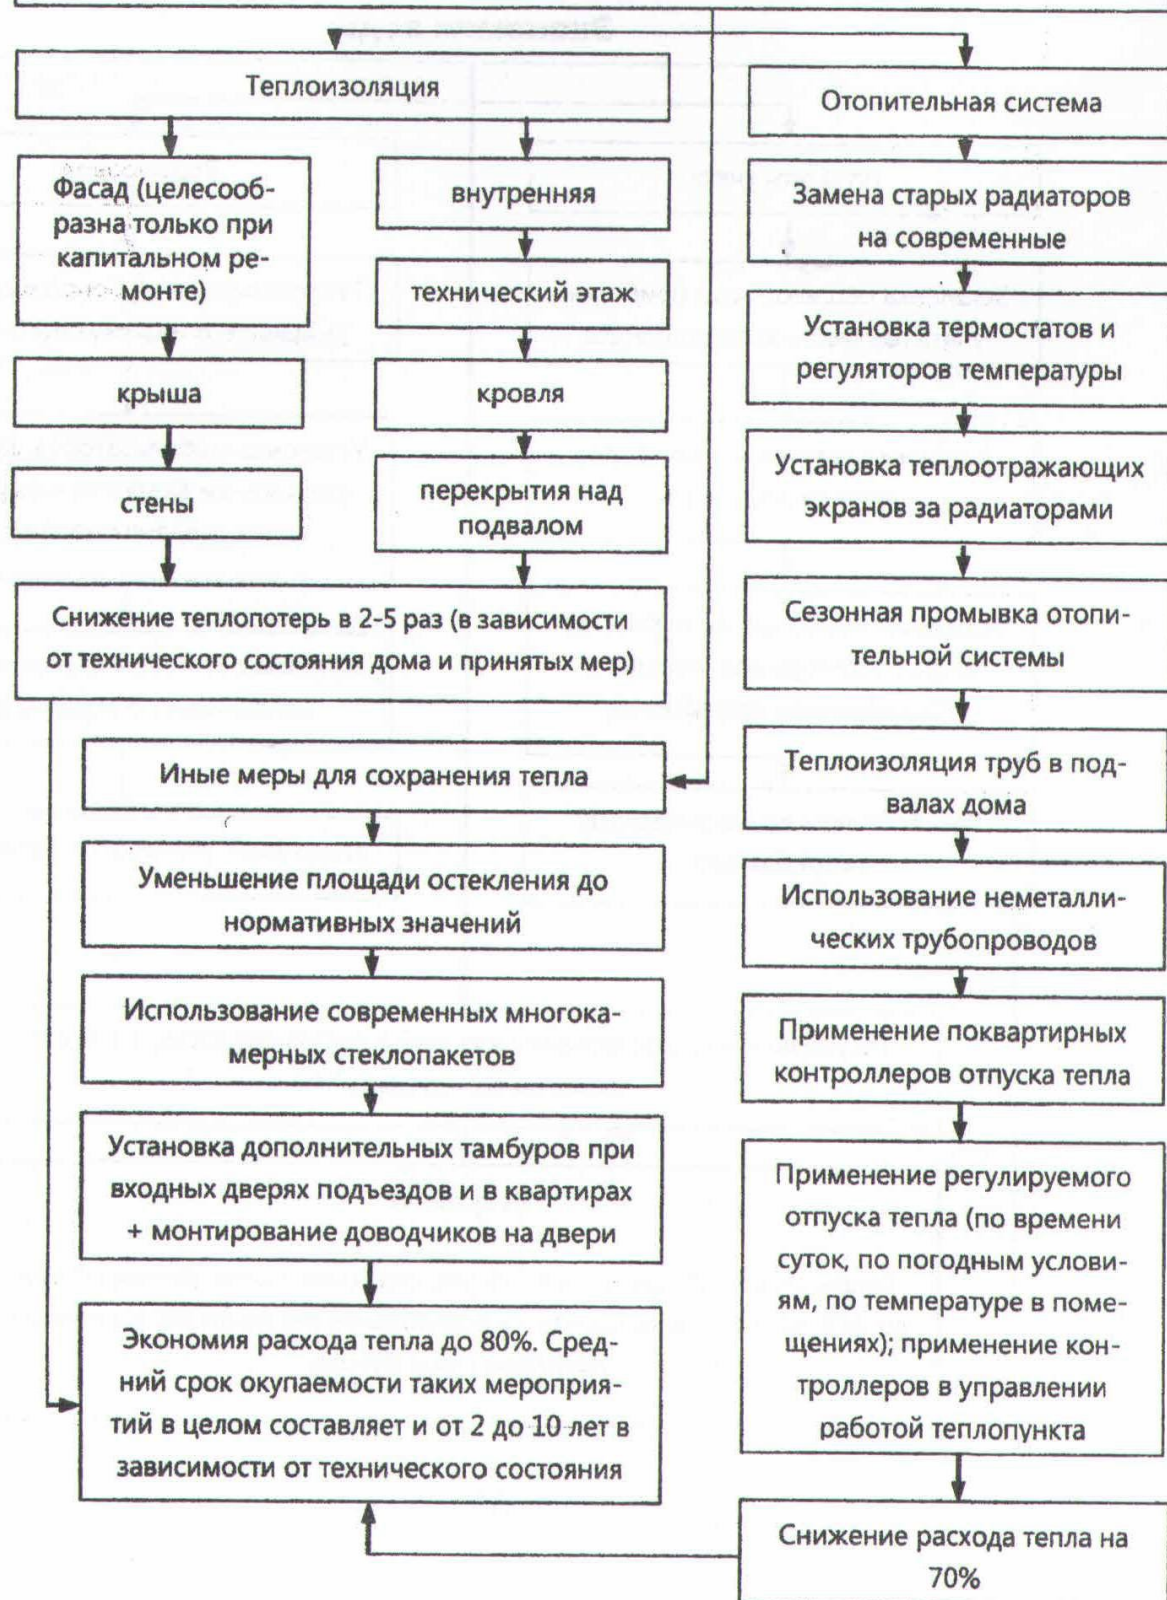 Теплоизоляция
Фасад (целесооб-
разна только при
капитальном ре-
монте)
крыша
стены
внутренняя
технический этаж
кровля
перекрытия над
подвалом
Снижение теплопотерь в 2-5 раз (в зависимости
от технического состояния дома и принятых мер)
Иные меры для сохранения тепла
Уменьшение площади остекления до
нормативных значений
Использование современных многока-
мерных стеклопакетов
Установка дополнительных тамбуров при
входных дверях подъездов и в квартирах
+ монтирование доводчиков на двери
Экономия расхода тепла до 80%. Сред-
ний срок окупаемости таких мероприя-
тий в целом составляет и от 2 до 10 лет в
зависимости от технического состояния
Отопительная система
Замена старых радиаторов
на современные
Установка термостатов и
регуляторов температуры
Установка теплоотражающих
экранов за радиаторами
Сезонная промывка отопи-
тельной системы
Теплоизоляция труб в под-
валах дома
Использование неметалли-
ческих трубопроводов
Применение поквартирных
контроллеров отпуска тепла
Применение регулируемого
отпуска тепла (по времени
суток, по погодным услови-
ям, по температуре в поме-
щениях); применение кон-
троллеров в управлении
работой теплопункта
Снижение расхода тепла на
70%